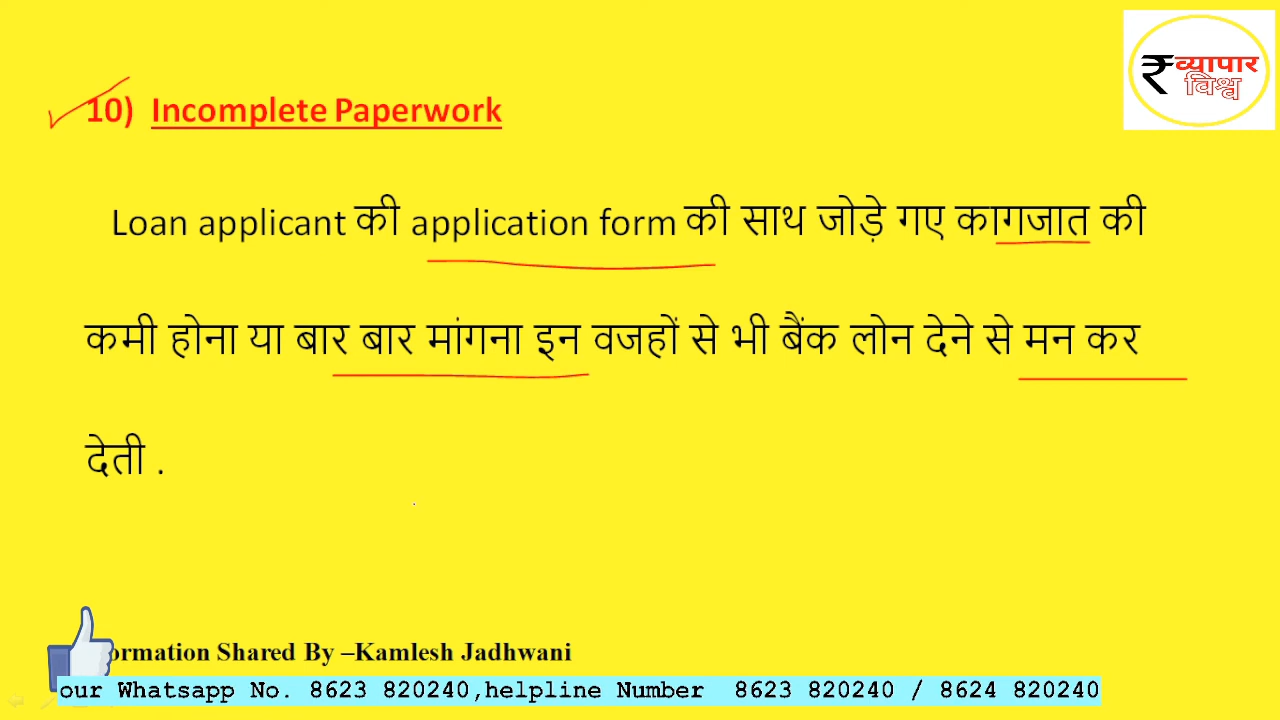 ₹व्यापार
विश्व
10) Incomplete Paperwork
Loan applicant की application form की साथ जोड़े गए कागजात की
कमी होना या बार बार मांगना इन वजहों से भी बैंक लोन देने से मन कर
देती .
ormation Shared By –Kamlesh Jadhwani
our Whatsapp No. 8623 820240,helpline Number 8623 820240 / 8624 820240